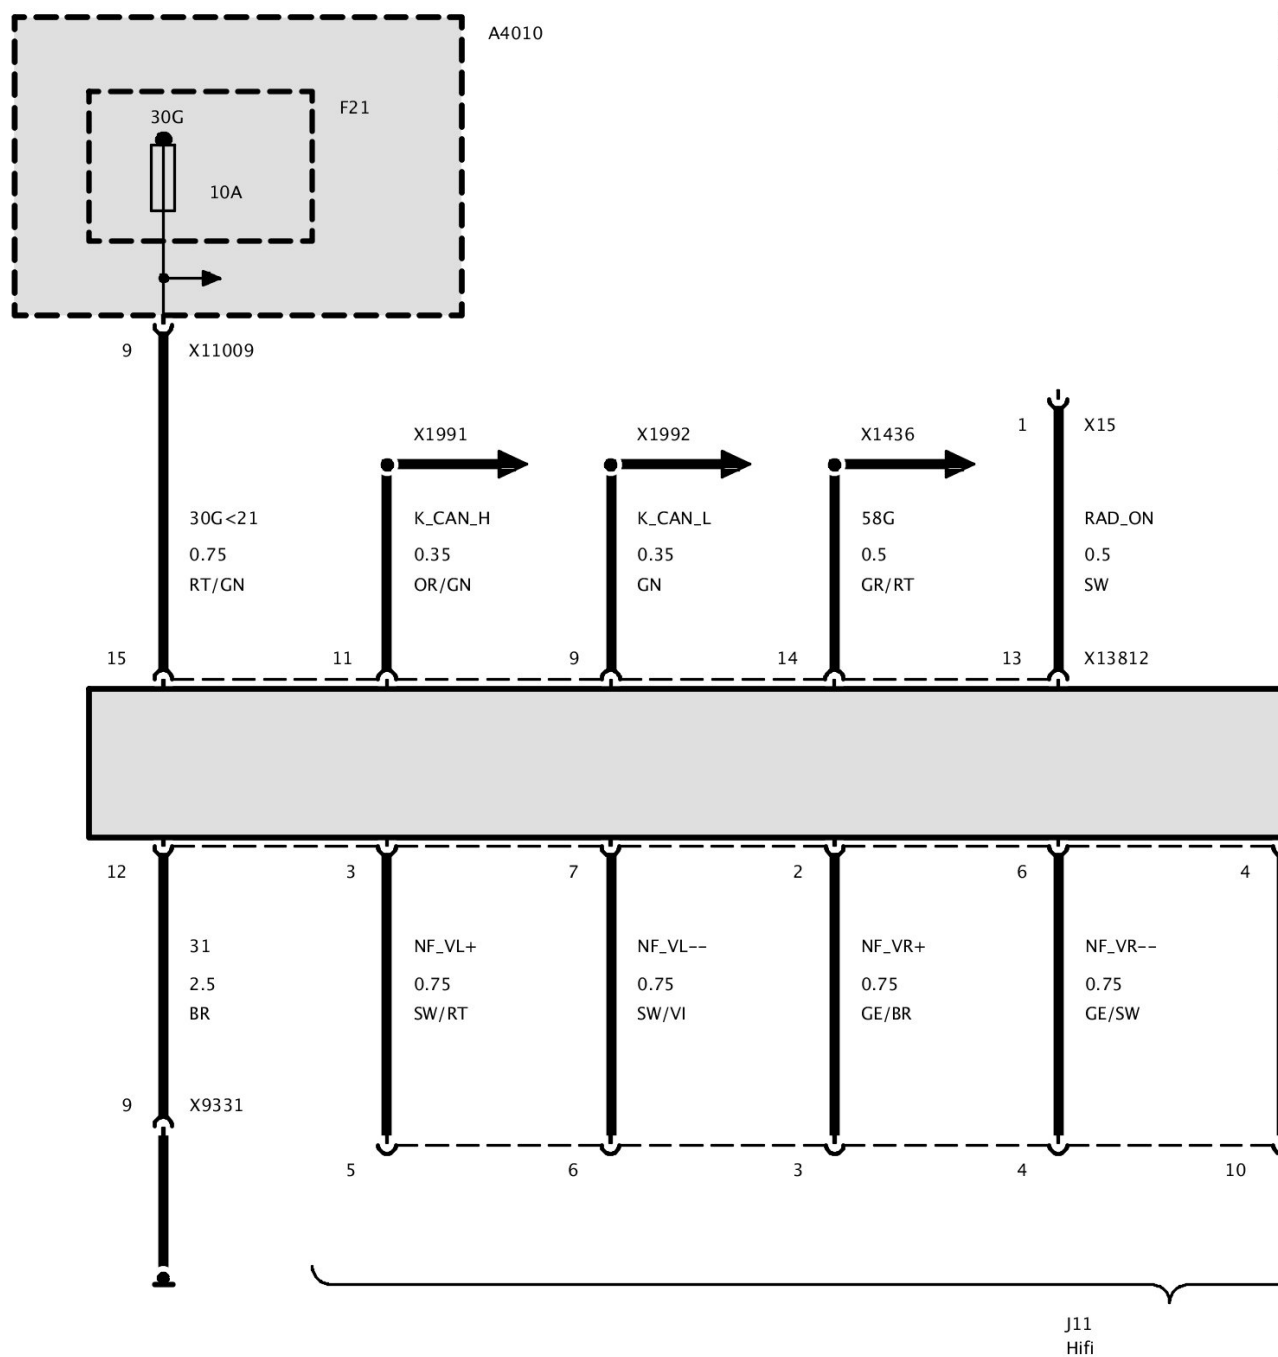 A4010
F21
30G
10A
9 X11009
X1991 X1992 X1436 1 X15
30G<21 K_CAN_H K_CAN_L 58G RAD_ON
0.75 0.35 0.35 0.5 0.5
RT/GN OR/GN GN GR/RT SW
15 11 9 14 13 X13812
12 3 7 2 6 4
31 NF_VL+ NF_VL-- NF_VR+ NF_VR--
2.5 0.75 0.75 0.75 0.75
BR SW/RT SW/VI GE/BR GE/SW
9 X9331
5 6 3 4 10
J11
Hifi